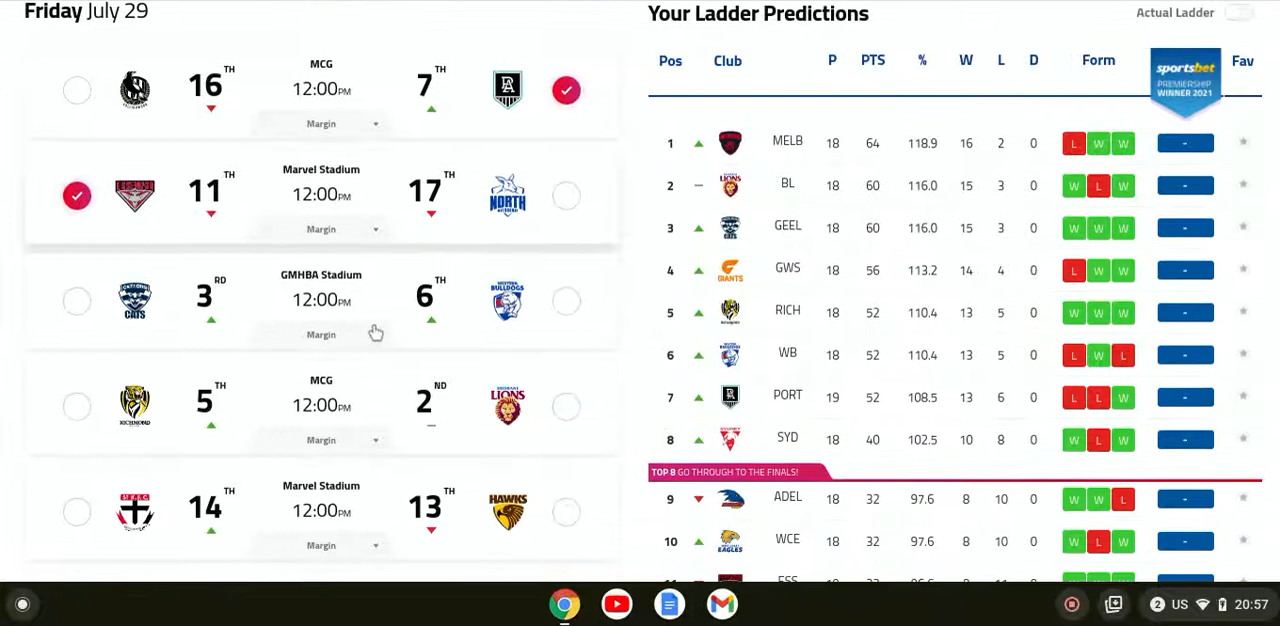 Friday July 29
MCG
16TH 12:00PM 7TH
Margin
Marvel Stadium
11TH 12:00PM 17TH
NORTH
Margin
GMHBA Stadium
3RD 12:00PM 6TH
CATS
Margin
MCG
5TH 12:00PM 2ND
LIONS
RICHMOND
Margin
Marvel Stadium
14TH 12:00PM 13TH
HAWKS
Margin
Your Ladder Predictions
Actual Ladder
Pos Club P PTS % W L D Form Fav
sportsbet
PREMIERSHIP
WINNER 2021
1 MELB 18 64 118.9 16 2 0 L W W -
2 BL 18 60 116.0 15 3 0 W L W -
3 GEEL 18 60 116.0 15 3 0 W W W -
4 GWS 18 56 113.2 14 4 0 L W W -
5 RICH 18 52 110.4 13 5 0 W W W -
6 WB 18 52 110.4 13 5 0 L W L -
7 PORT 19 52 108.5 13 6 0 L L W -
8 SYD 18 40 102.5 10 8 0 W L W -
TOP 8 GO THROUGH TO THE FINALS!
9 ADEL 18 32 97.6 8 10 0 W W L -
10 WCE 18 32 97.6 8 10 0 W L W -
2 US 20:57